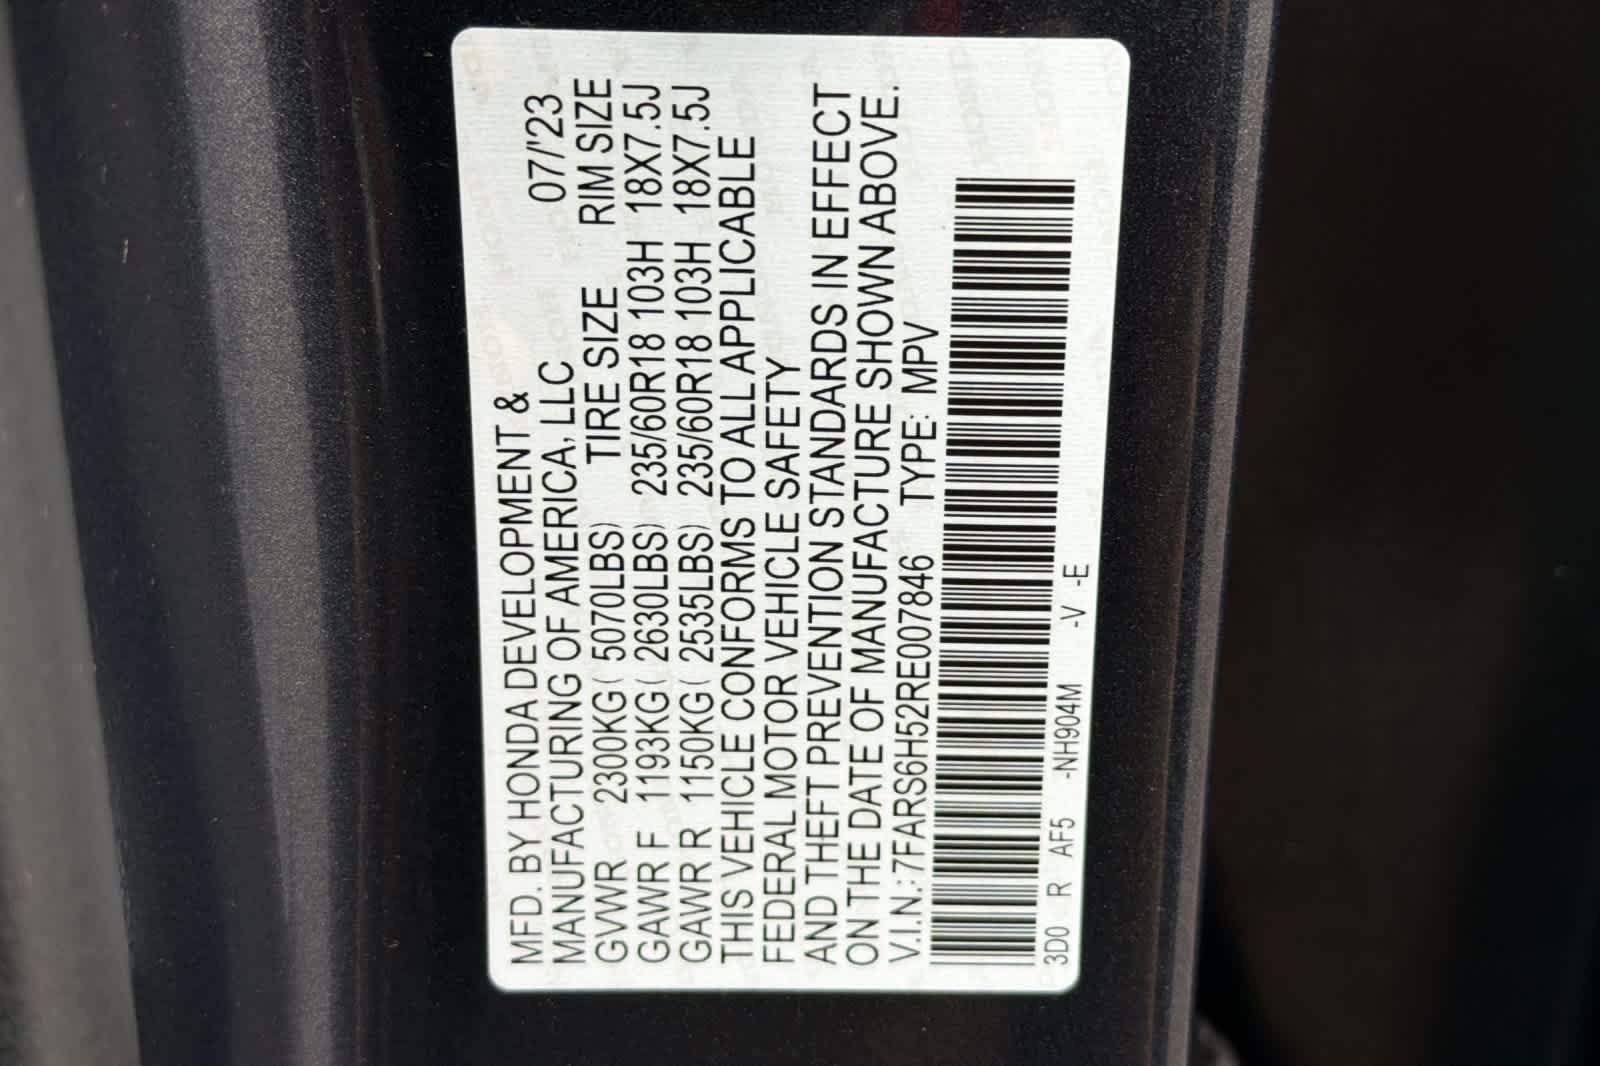 MFD. BY HONDA DEVELOPMENT &
MANUFACTURING OF AMERICA, LLC 07/'23
GVWR 2300KG ( 5070LBS) TIRE SIZE RIM SIZE
GAWR F 1193KG ( 2630LBS) 235/60R18 103H 18X7.5J
GAWR R 1150KG ( 2535LBS) 235/60R18 103H 18X7.5J
THIS VEHICLE CONFORMS TO ALL APPLICABLE
FEDERAL MOTOR VEHICLE SAFETY
AND THEFT PREVENTION STANDARDS IN EFFECT
ON THE DATE OF MANUFACTURE SHOWN ABOVE.
V.I.N.: 7FARS6H52RE007846 TYPE: MPV
3D0 R AF5 -NH904M -V -E